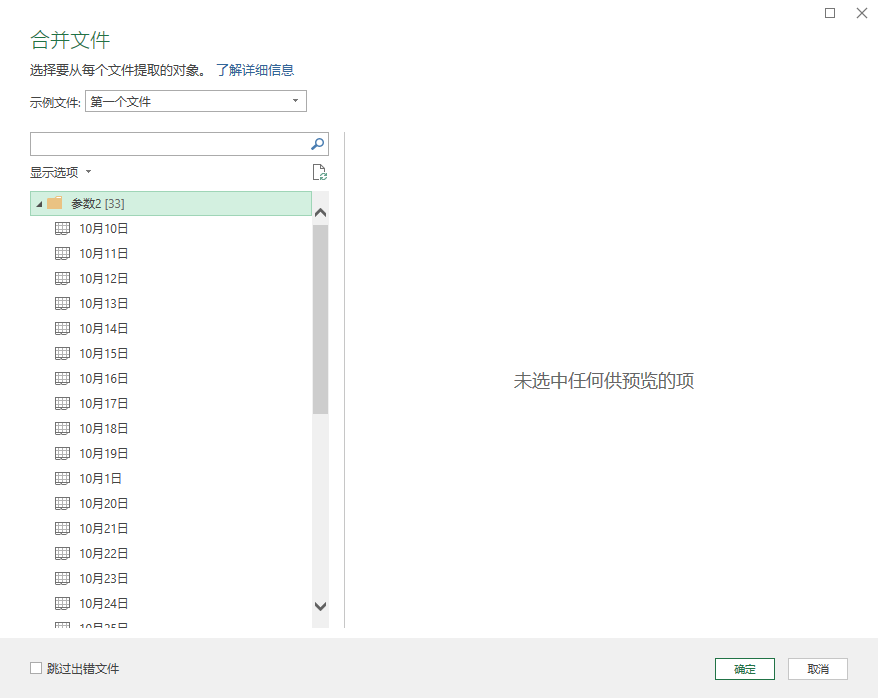 合并文件
选择要从每个文件提取的对象。 了解详细信息
示例文件: 第一个文件
显示选项
参数2 [33]
10月10日
10月11日
10月12日
10月13日
10月14日
10月15日
10月16日
10月17日
10月18日
10月19日
10月1日
10月20日
10月21日
10月22日
10月23日
10月24日
10月25日
未选中任何供预览的项
跳过出错文件
确定 取消